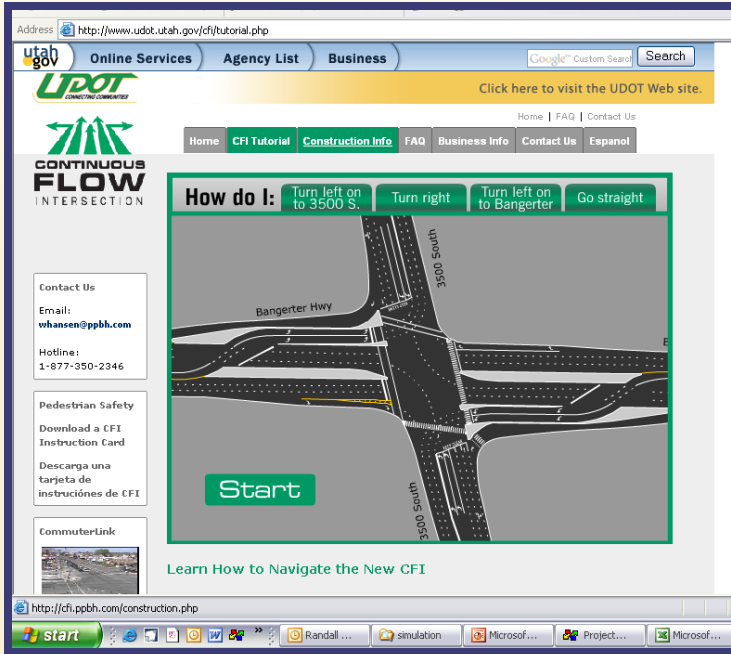 Address http://www.udot.utah.gov/cfi/tutorial.php
utah gov Online Services Agency List Business Google™ Custom Search Search
UDOT
CONNECTING COMMUNITIES
Click here to visit the UDOT Web site.
Home | FAQ | Contact Us
Home CFI Tutorial Construction Info FAQ Business Info Contact Us Espanol
CONTINUOUS
FLOW
INTERSECTION
How do I: Turn left on to 3500 S. Turn right Turn left on to Bangerter Go straight
3500 South
Bangerter Hwy
B
3500 South
Start
Contact Us
Email:
whansen@ppbh.com
Hotline:
1-877-350-2346
Pedestrian Safety
Download a CFI
Instruction Card
Descarga una
tarjeta de
instruciónes de CFI
CommuterLink
Learn How to Navigate the New CFI
http://cfi.ppbh.com/construction.php
start » Randall ... simulation Microsof... Project... Microsof...